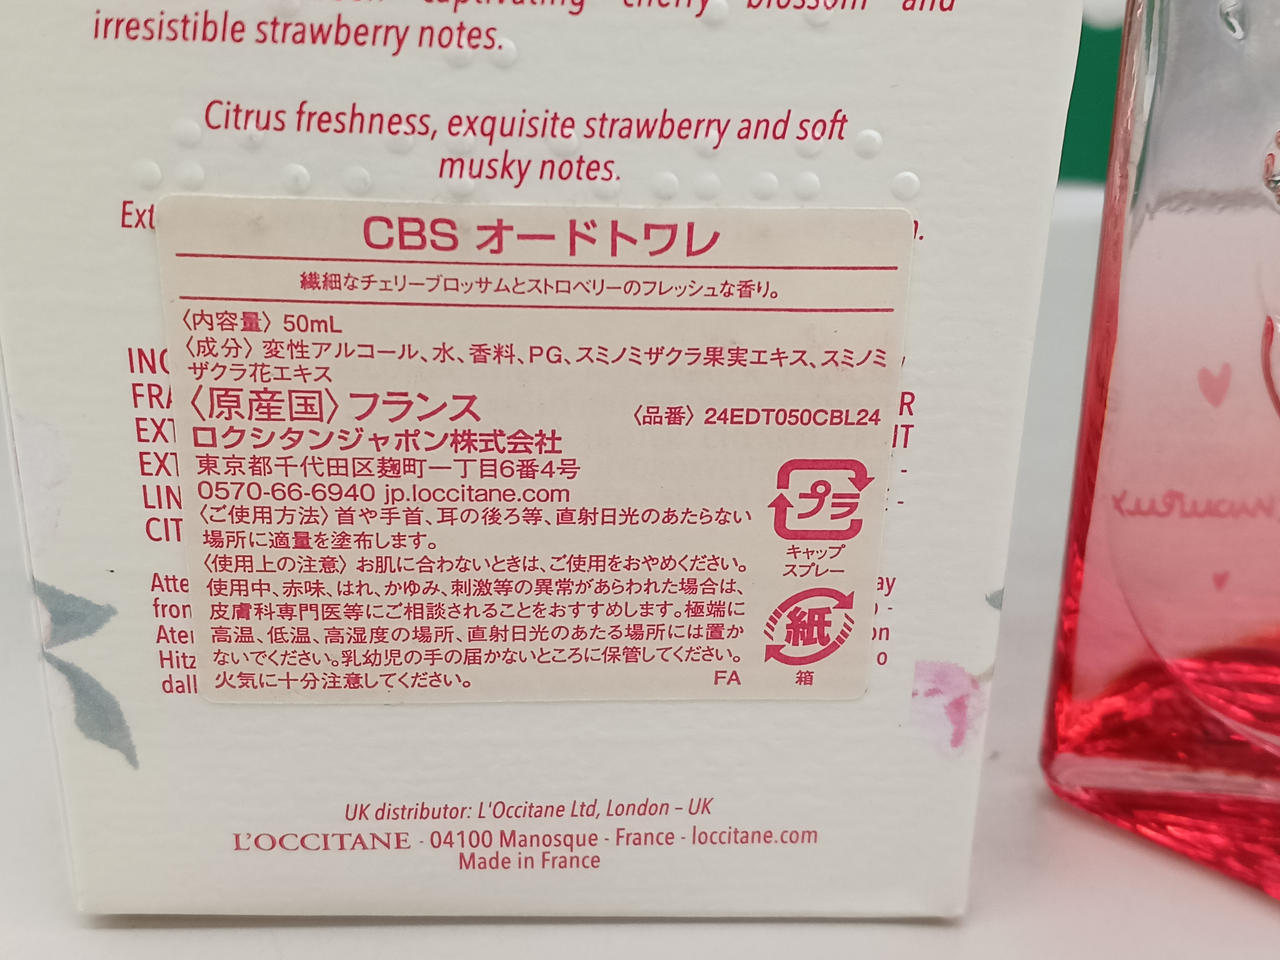 captivating cherry blossom and
irresistible strawberry notes.
Citrus freshness, exquisite strawberry and soft
musky notes.
CBS オードトワレ
繊細なチェリーブロッサムとストロベリーのフレッシュな香り。
〈内容量〉 50mL
〈成分〉 変性アルコール、水、香料、PG、スミノミザクラ果実エキス、スミノミ
ザクラ花エキス
〈原産国〉フランス 〈品番〉 24EDT050CBL24
ロクシタンジャポン株式会社
東京都千代田区麹町一丁目6番4号
0570-66-6940 jp.loccitane.com
〈ご使用方法〉 首や手首、耳の後ろ等、直射日光のあたらない
場所に適量を塗布します。
〈使用上の注意〉 お肌に合わないときは、ご使用をおやめください。
使用中、赤味、はれ、かゆみ、刺激等の異常があらわれた場合は、
皮膚科専門医等にご相談されることをおすすめします。極端に
高温、低温、高湿度の場所、直射日光のあたる場所には置か
ないでください。乳幼児の手の届かないところに保管してください。
火気に十分注意してください。 FA
プラ
キャップ
スプレー
紙
箱
UK distributor: L'Occitane Ltd, London – UK
L'OCCITANE - 04100 Manosque - France - loccitane.com
Made in France